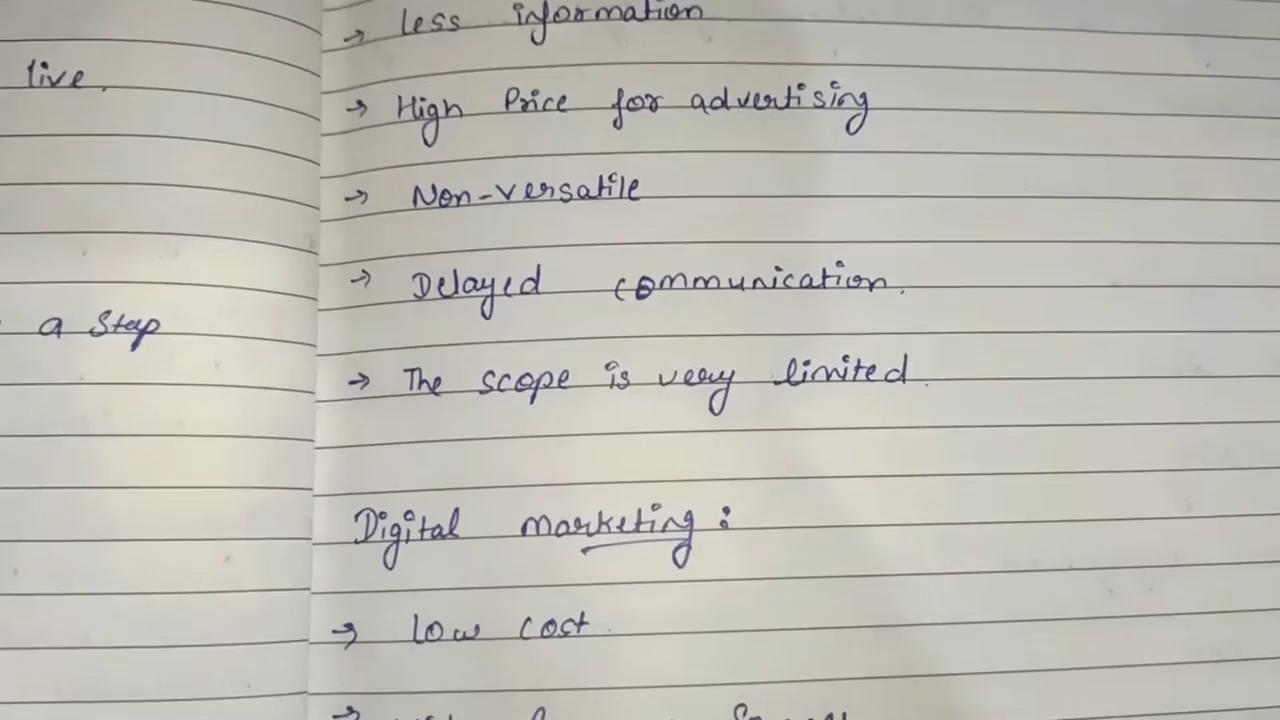 live.
a Step
→ less information
→ High Price for advertising
→ Non-versatile
→ Delayed communication.
→ The scope is very limited.
Digital marketing:
→ low cost.
→